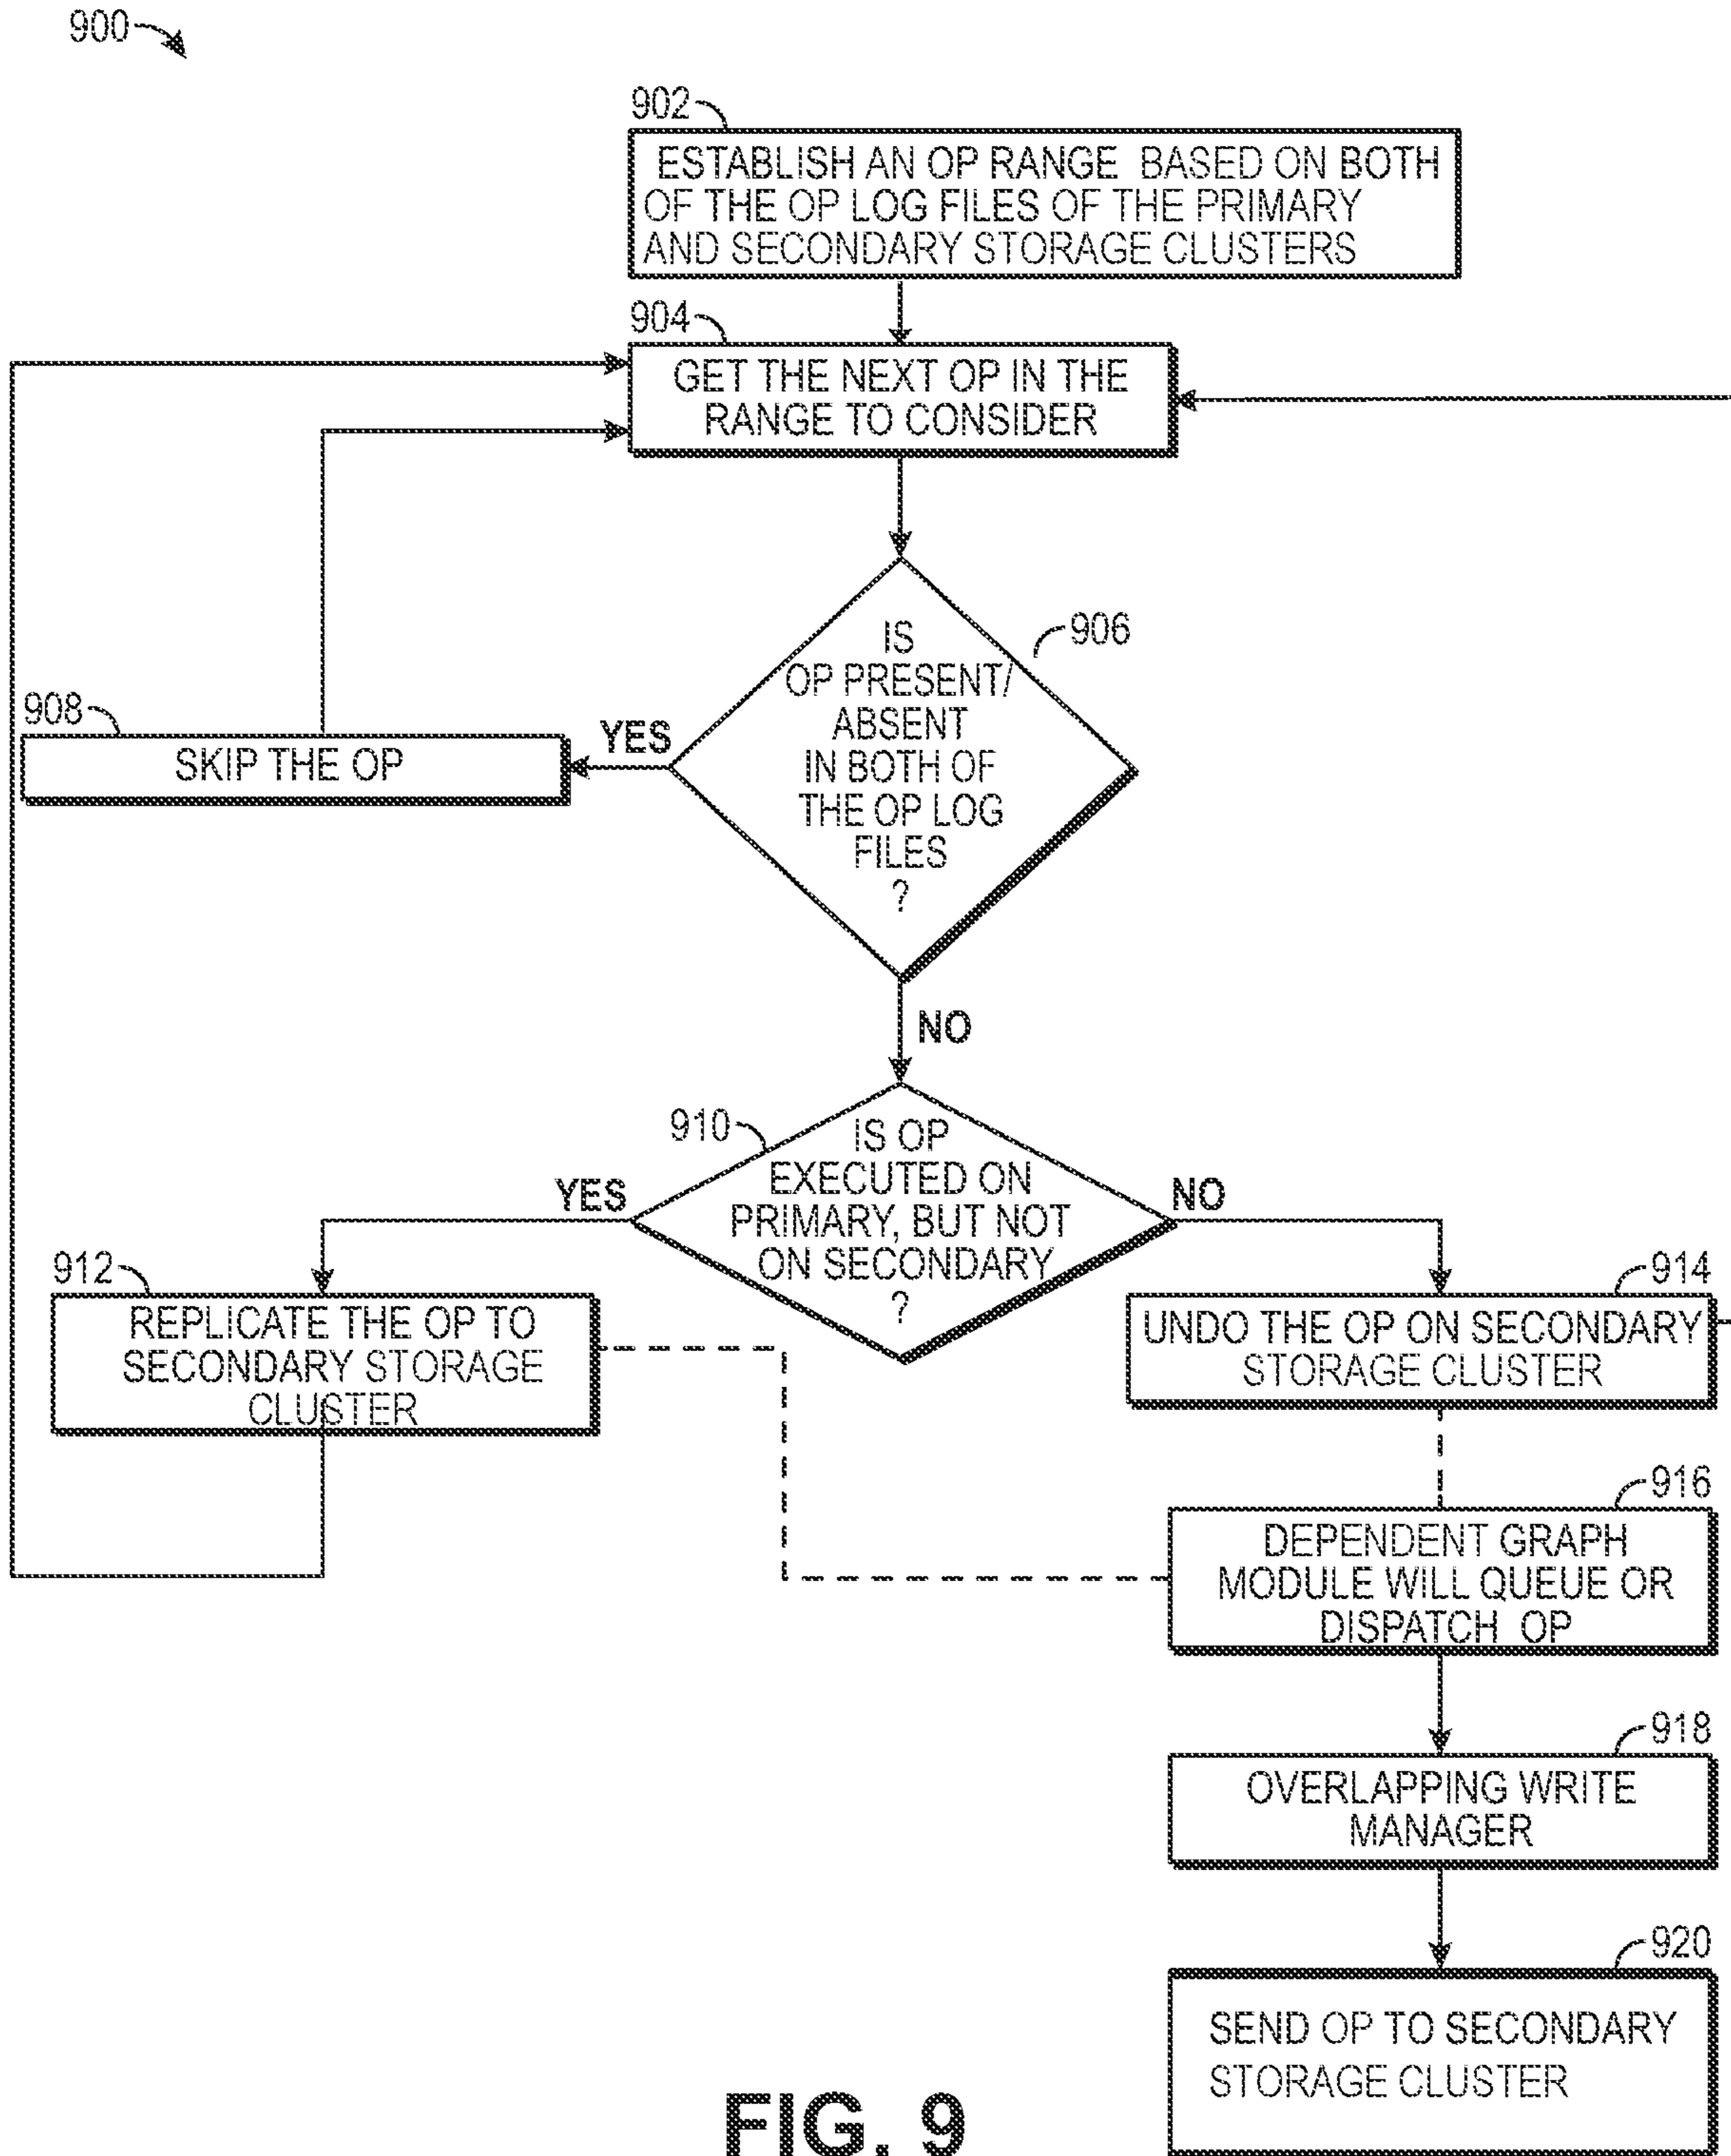 900
902
ESTABLISH AN OP RANGE BASED ON BOTH
OF THE OP LOG FILES OF THE PRIMARY
AND SECONDARY STORAGE CLUSTERS
904
GET THE NEXT OP IN THE
RANGE TO CONSIDER
906
IS
OP PRESENT/
ABSENT
IN BOTH OF
THE OP LOG
FILES
?
908
SKIP THE OP
YES
NO
910
IS OP
EXECUTED ON
PRIMARY, BUT NOT
ON SECONDARY
?
YES
NO
912
REPLICATE THE OP TO
SECONDARY STORAGE
CLUSTER
914
UNDO THE OP ON SECONDARY
STORAGE CLUSTER
916
DEPENDENT GRAPH
MODULE WILL QUEUE OR
DISPATCH OP
918
OVERLAPPING WRITE
MANAGER
920
SEND OP TO SECONDARY
STORAGE CLUSTER
FIG. 9